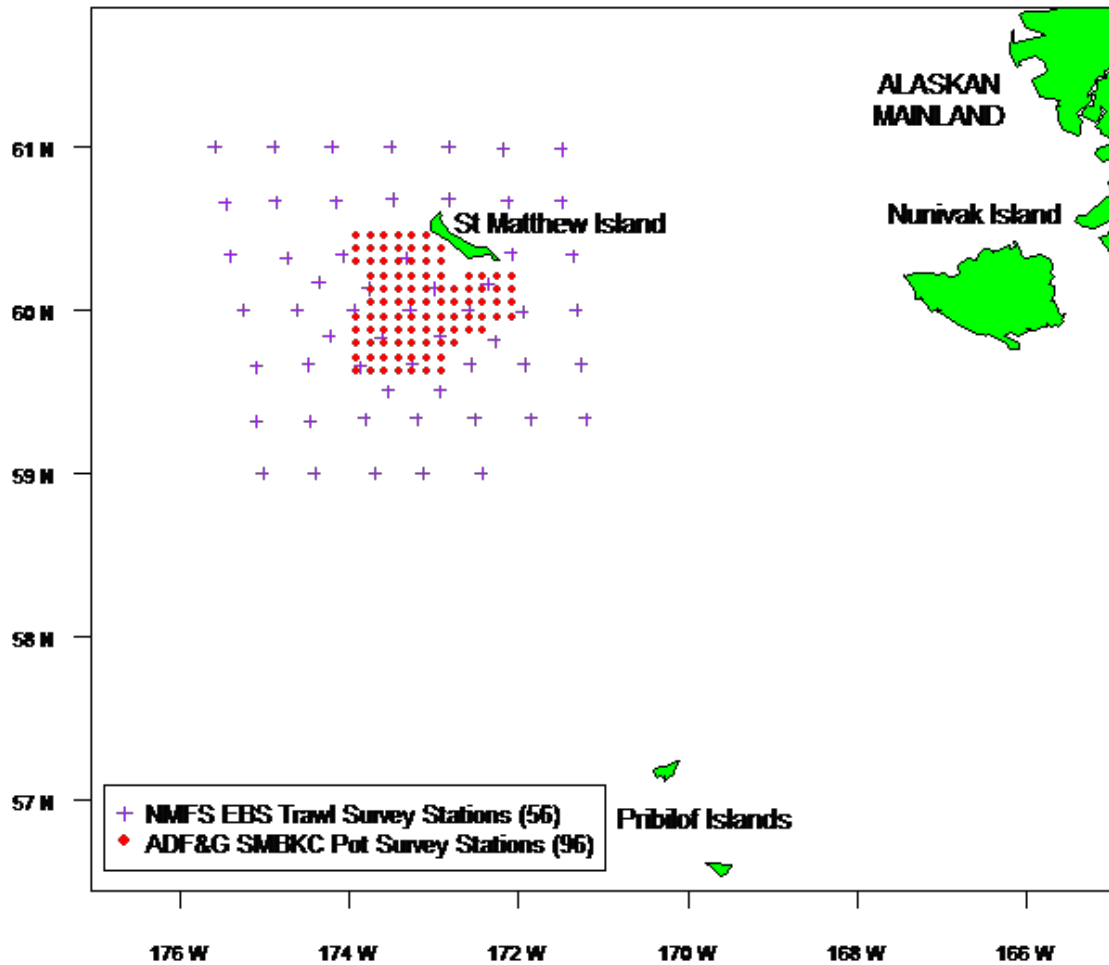 ALASKAN
MAINLAND
61 N
St Matthew Island
Nunivak Island
60 N
59 N
58 N
57 N
NMFS EBS Trawl Survey Stations (56)
ADF&G SMBKC Pot Survey Stations (96)
Pribilof Islands
176 W
174 W
172 W
170 W
168 W
166 W